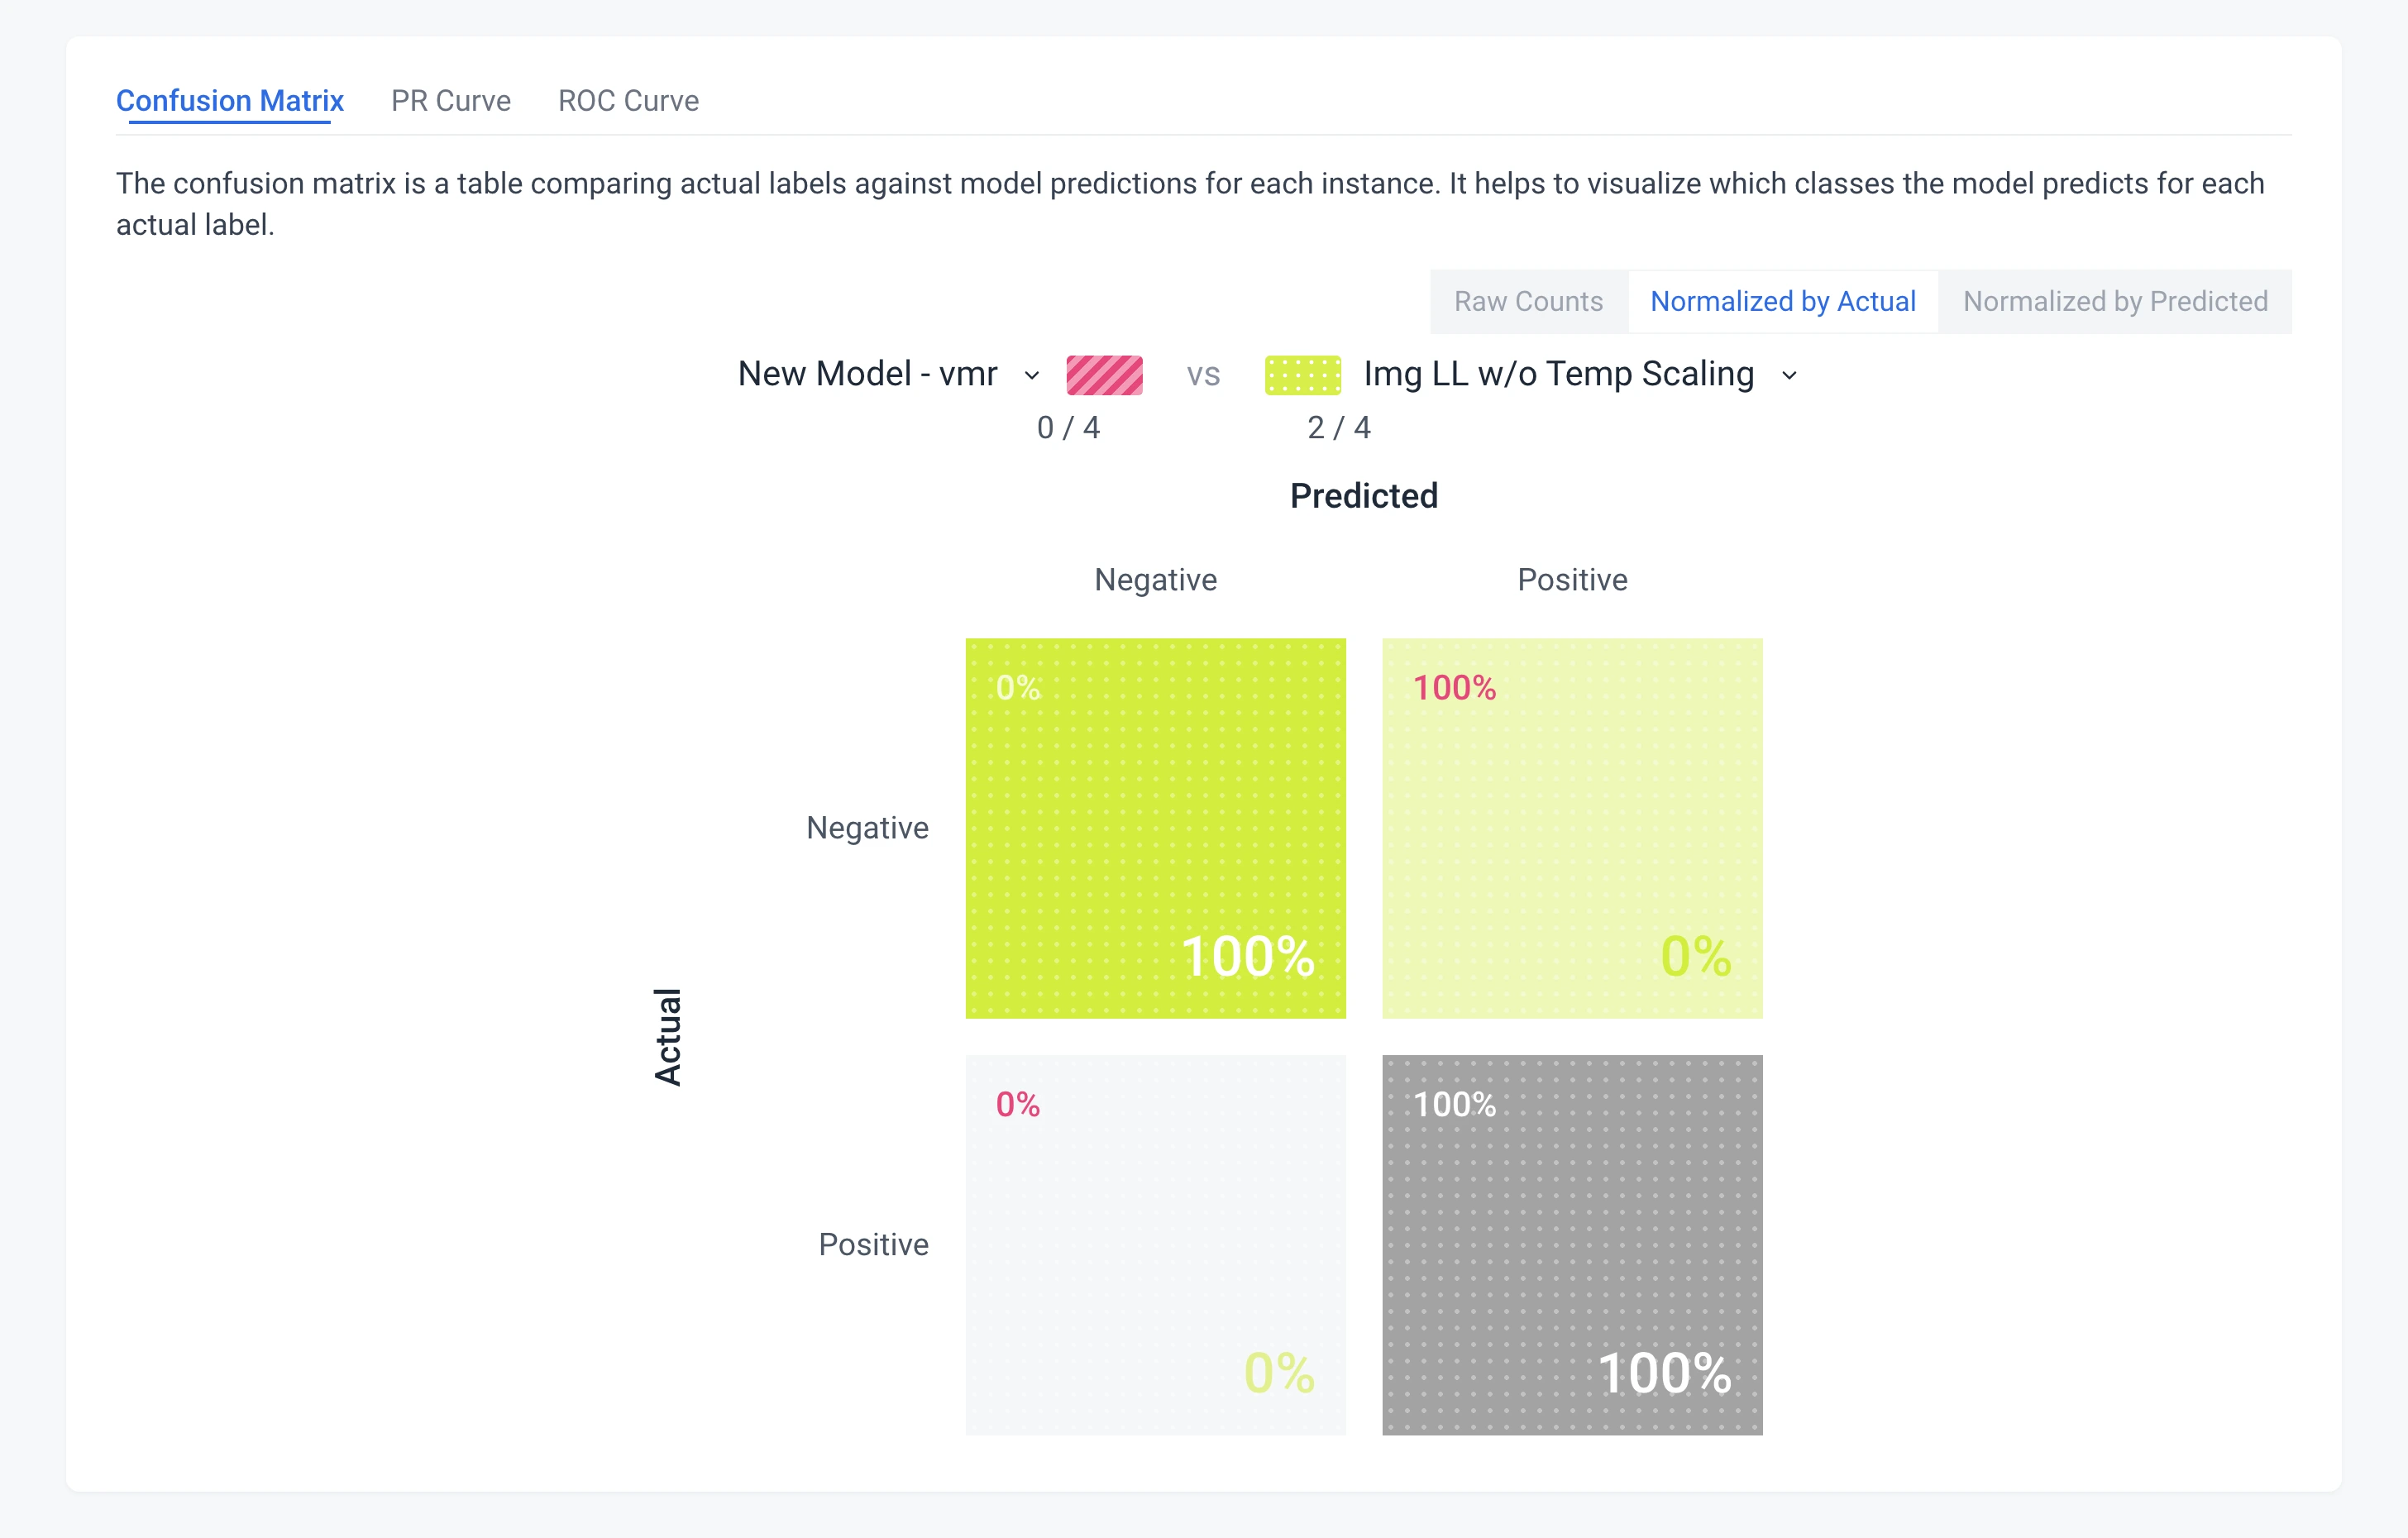 Confusion Matrix PR Curve ROC Curve
The confusion matrix is a table comparing actual labels against model predictions for each instance. It helps to visualize which classes the model predicts for each
actual label.
Raw Counts Normalized by Actual Normalized by Predicted
New Model - vmr vs Img LL w/o Temp Scaling
0 / 4 2 / 4
Predicted
Negative Positive
0% 100%
Negative
100% 0%
Actual
0% 100%
Positive
0% 100%